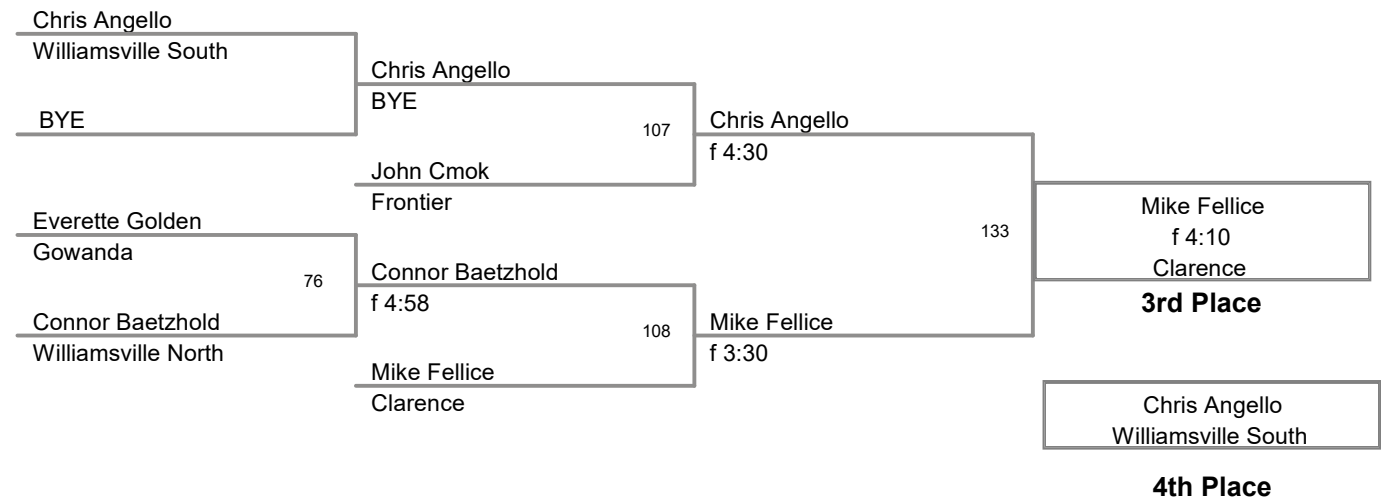 Chris Angello
Williamsville South
BYE
Chris Angello
BYE
107
John Cmok
Frontier
Chris Angello
f 4:30
Everette Golden
Gowanda
76
Connor Baetzhold
Williamsville North
Connor Baetzhold
f 4:58
108
Mike Fellice
Clarence
Mike Fellice
f 3:30
133
Mike Fellice
f 4:10
Clarence
3rd Place
Chris Angello
Williamsville South
4th Place